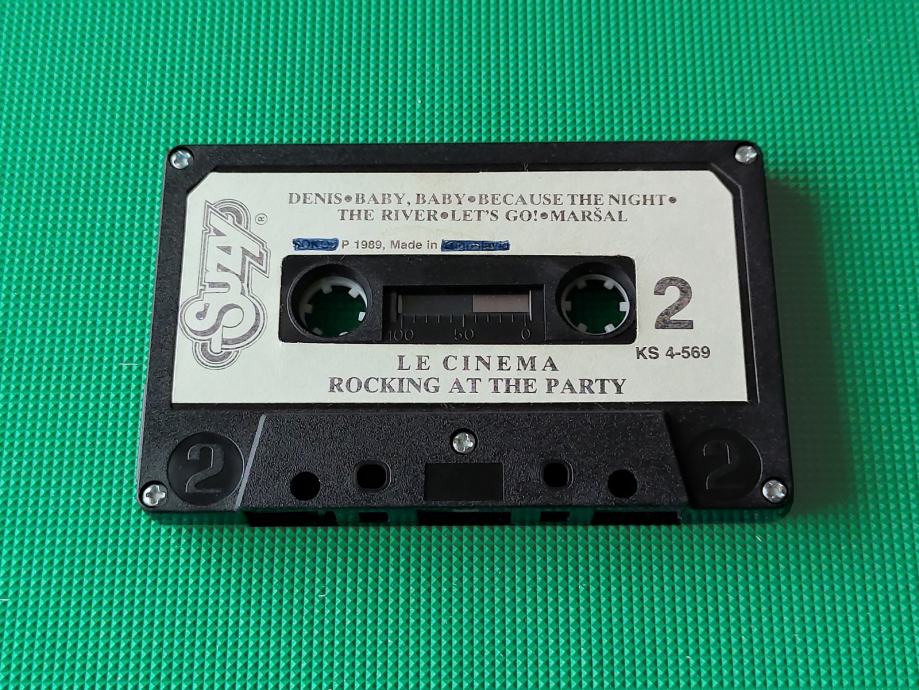 DENIS•BABY, BABY•BECAUSE THE NIGHT•
THE RIVER•LET'S GO!•MARŠAL
SUZY®
P 1989, Made in
2
KS 4-569
100 50 0
LE CINEMA
ROCKING AT THE PARTY
2 2